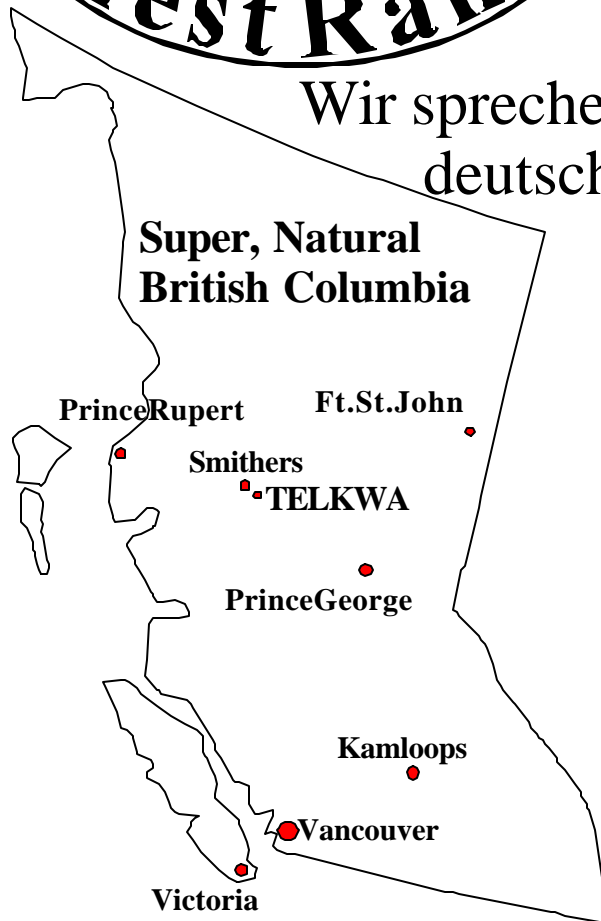 Wir spreche
deutsch
Super, Natural
British Columbia
PrinceRupert
Ft.St.John
Smithers
TELKWA
PrinceGeorge
Kamloops
Vancouver
Victoria